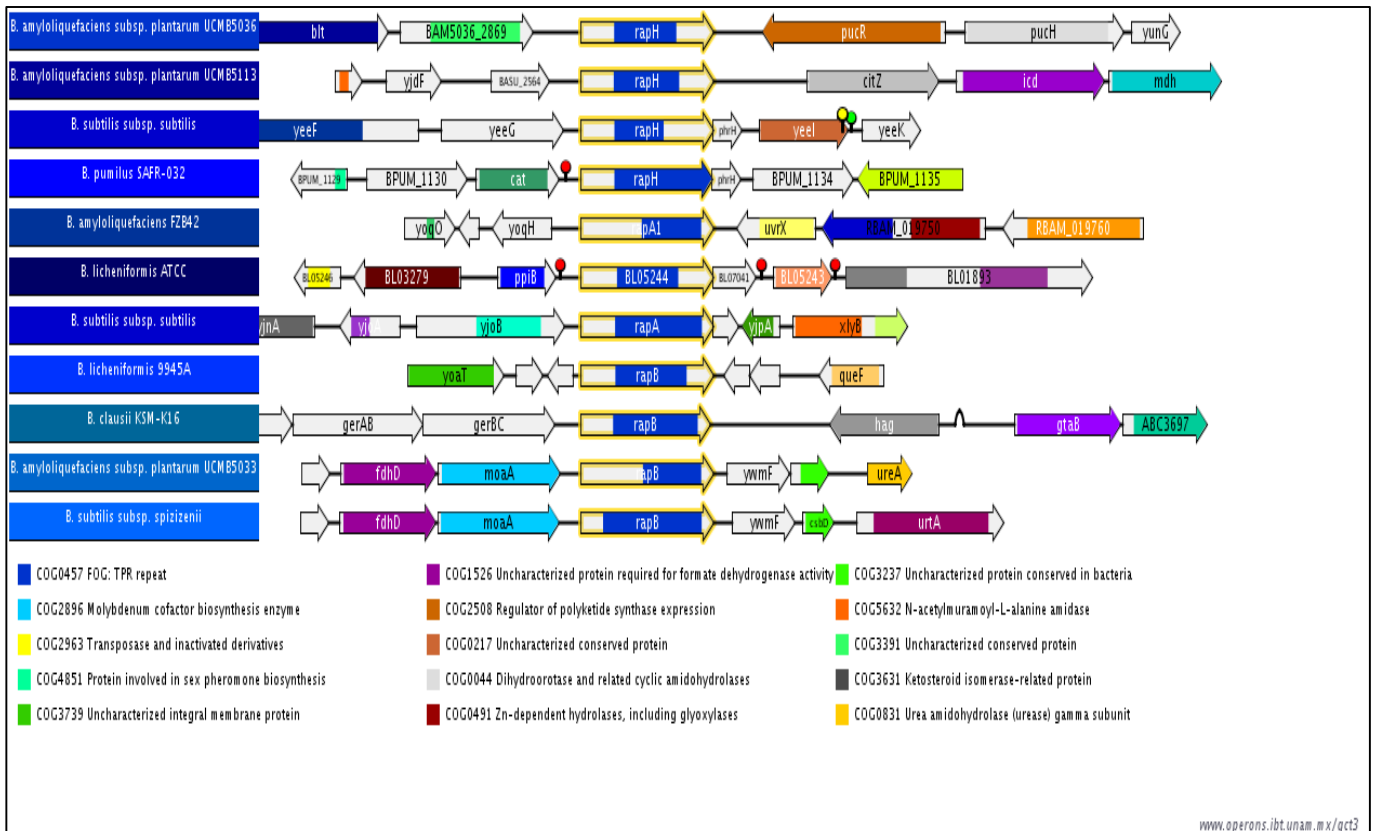 B. amyloliquefaciens subsp. plantarum UCMB5036 blt BAM5036_2869 rapH pucR pucH yunG
B. amyloliquefaciens subsp. plantarum UCMB5113 yjdF BASU_2564 rapH citZ icd mdh
B. subtilis subsp. subtilis yeeF yeeG rapH phrH yeeI yeeK
B. pumilus SAFR-032 BPUM_1129 BPUM_1130 cat rapH phrH BPUM_1134 BPUM_1135
B. amyloliquefaciens FZB42 yoqO yoqH rapA1 uvrX RBAM_019750 RBAM_019760
B. licheniformis ATCC BL05246 BL03279 ppiB BL05244 BL07041 BL05243 BL01893
B. subtilis subsp. subtilis yjnA yjoB rapA yjpA xlyB
B. licheniformis 9945A yoaT rapB queF
B. clausii KSM-K16 gerAB gerBC rapB hag gtaB ABC3697
B. amyloliquefaciens subsp. plantarum UCMB5033 fdhD moaA rapB ywmF ureA
B. subtilis subsp. spizizenii fdhD moaA rapB ywmF csbD urtA
COG0457 FOG: TPR repeat COG1526 Uncharacterized protein required for formate dehydrogenase activity COG3237 Uncharacterized protein conserved in bacteria
COG2896 Molybdenum cofactor biosynthesis enzyme COG2508 Regulator of polyketide synthase expression COG5632 N-acetylmuramoyl-L-alanine amidase
COG2963 Transposase and inactivated derivatives COG0217 Uncharacterized conserved protein COG3391 Uncharacterized conserved protein
COG4851 Protein involved in sex pheromone biosynthesis COG0044 Dihydroorotase and related cyclic amidohydrolases COG3631 Ketosteroid isomerase-related protein
COG3739 Uncharacterized integral membrane protein COG0491 Zn-dependent hydrolases, including glyoxylases COG0831 Urea amidohydrolase (urease) gamma subunit
www.operons.ibt.unam.mx/gct3